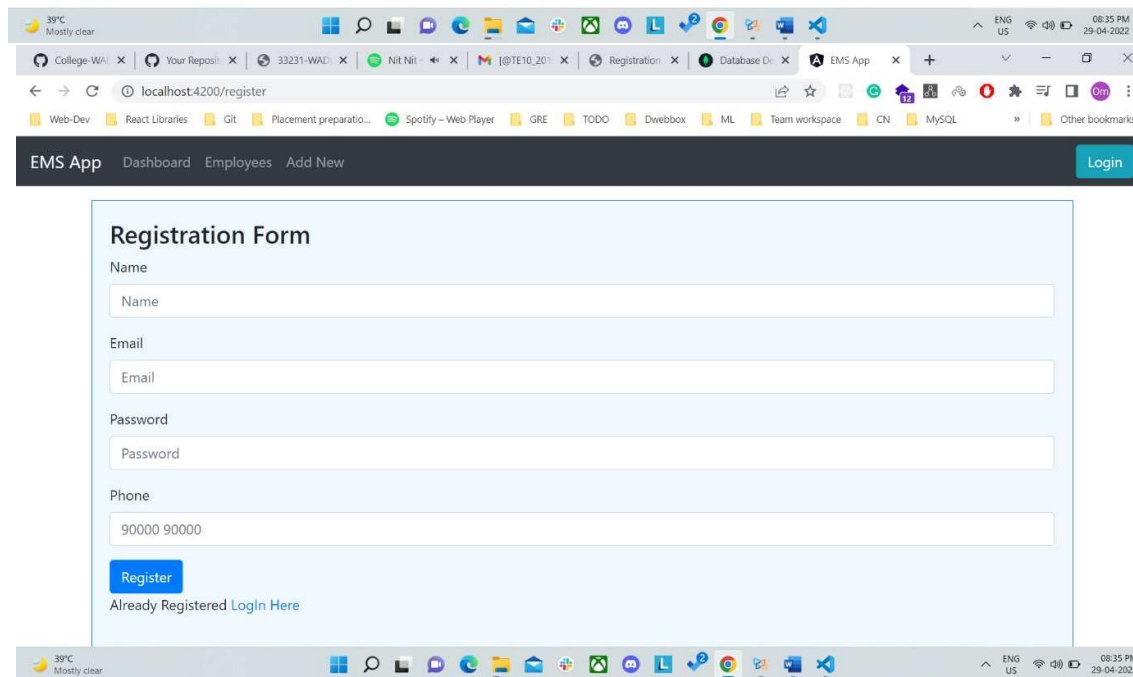 39°C
Mostly clear
ENG
US
08:35 PM
29-04-2022
College-WA
Your Reposit
33231-WAD
Nit Nit -
[@TE10_201
Registration
Database De
EMS App
localhost:4200/register
12
Om
Web-Dev
React Libraries
Git
Placement preparatio...
Spotify – Web Player
GRE
TODO
Dwebbox
ML
Team workspace
CN
MySQL
»
Other bookmarks
EMS App Dashboard Employees Add New Login
Registration Form
Name
Name
Email
Email
Password
Password
Phone
90000 90000
Register
Already Registered LogIn Here
39°C
Mostly clear
ENG
US
08:35 PM
29-04-202